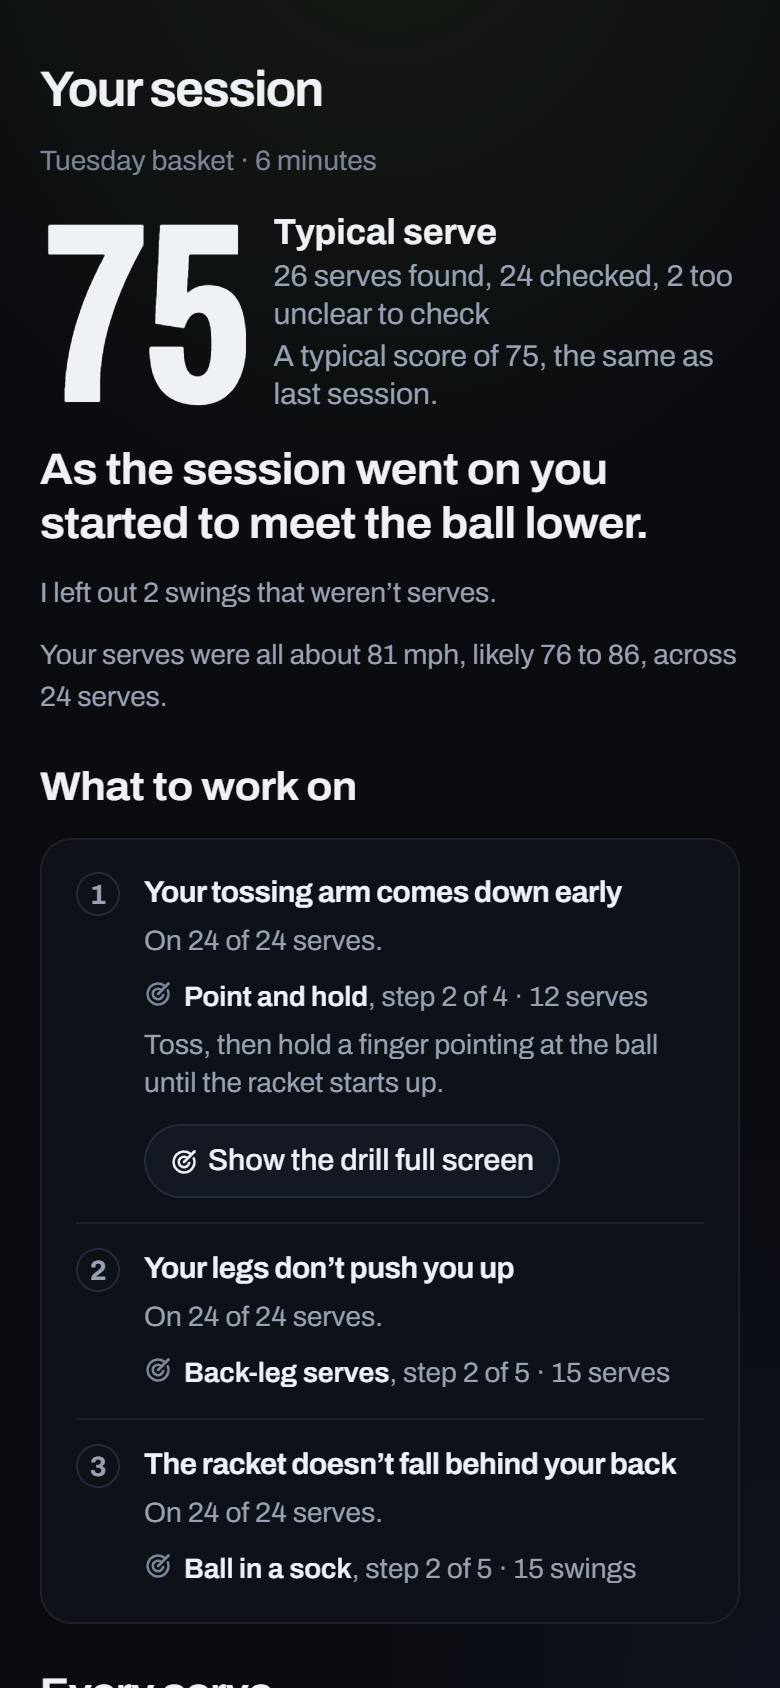 Your session
Tuesday basket · 6 minutes
75
Typical serve
26 serves found, 24 checked, 2 too
unclear to check
A typical score of 75, the same as
last session.
As the session went on you
started to meet the ball lower.
I left out 2 swings that weren’t serves.
Your serves were all about 81 mph, likely 76 to 86, across
24 serves.
What to work on
1
Your tossing arm comes down early
On 24 of 24 serves.
Point and hold, step 2 of 4 · 12 serves
Toss, then hold a finger pointing at the ball
until the racket starts up.
Show the drill full screen
2
Your legs don’t push you up
On 24 of 24 serves.
Back-leg serves, step 2 of 5 · 15 serves
3
The racket doesn’t fall behind your back
On 24 of 24 serves.
Ball in a sock, step 2 of 5 · 15 swings
Every serve